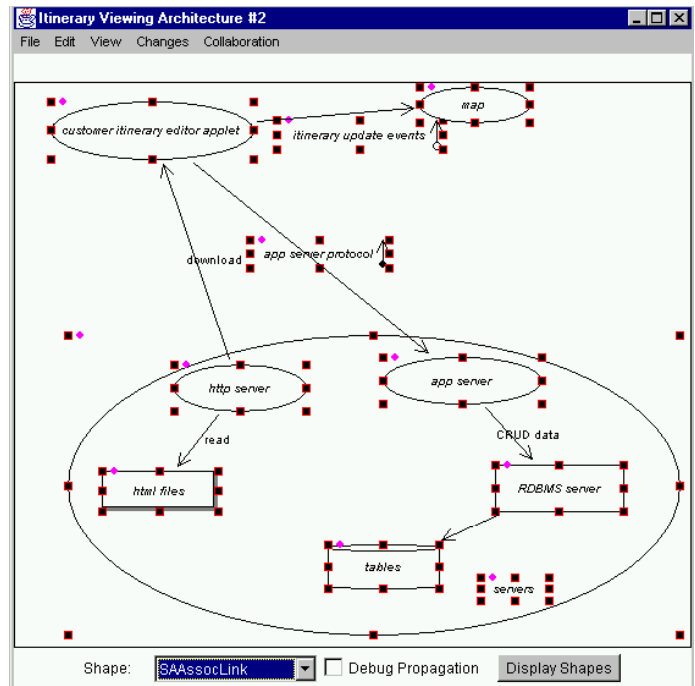 Itinerary Viewing Architecture #2
File Edit View Changes Collaboration
map
customer itinerary editor applet
itinerary update events
download
app server protocol
http server
app server
read
CRUD data
html files
RDBMS server
tables
servers
Shape: SAAssocLink Debug Propagation Display Shapes